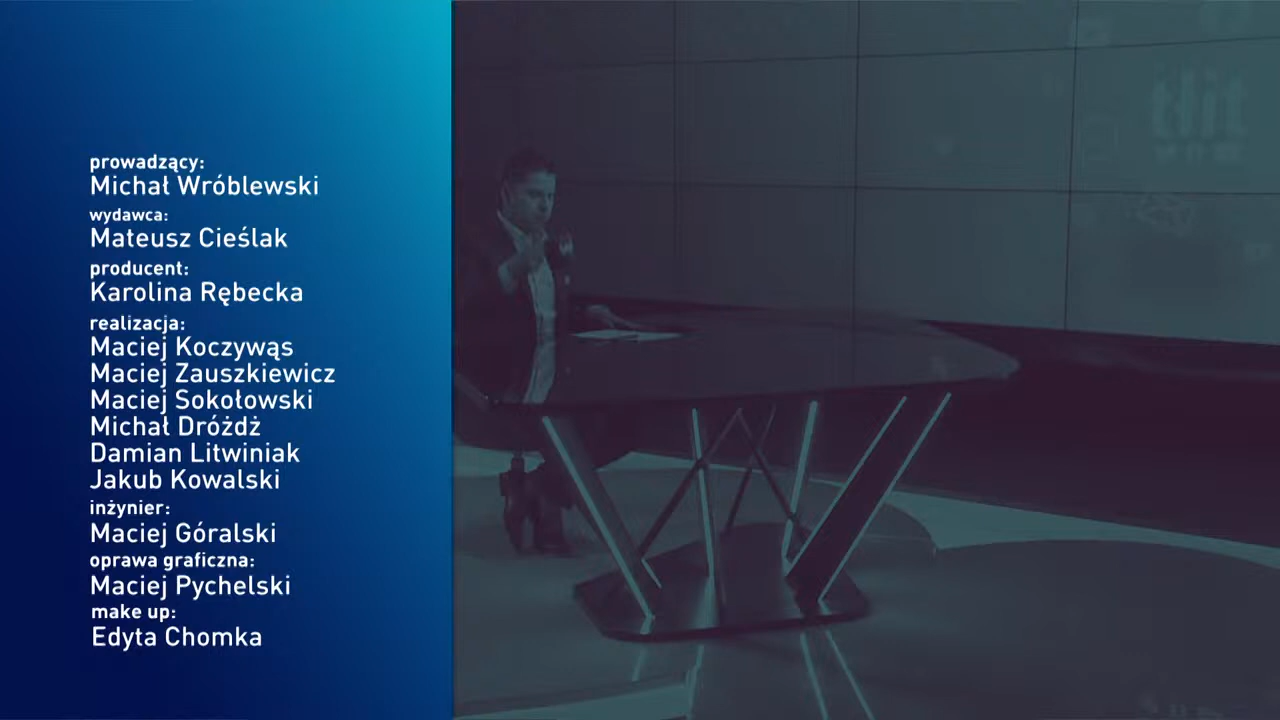 prowadzący:
Michał Wróblewski
wydawca:
Mateusz Cieślak
producent:
Karolina Rębecka
realizacja:
Maciej Koczywąs
Maciej Zauszkiewicz
Maciej Sokołowski
Michał Dróżdż
Damian Litwiniak
Jakub Kowalski
inżynier:
Maciej Góralski
oprawa graficzna:
Maciej Pychelski
make up:
Edyta Chomka